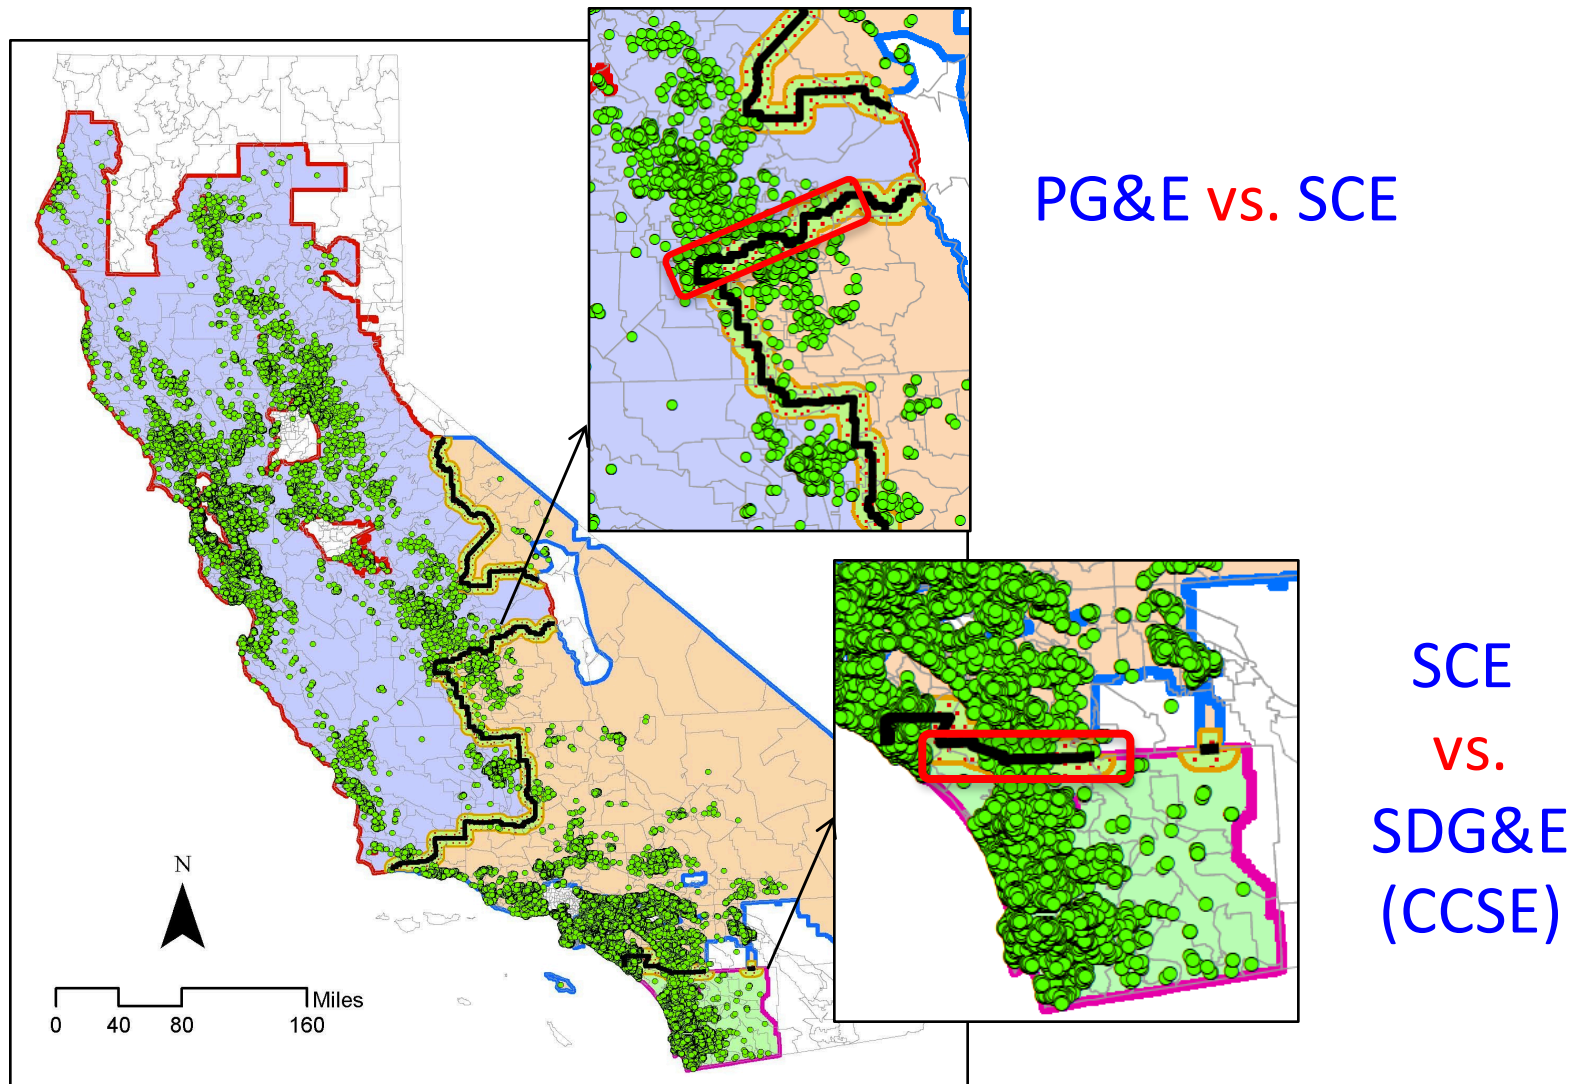 PG&E vs. SCE
SCE
vs.
SDG&E
(CCSE)
N
Miles
0 40 80 160